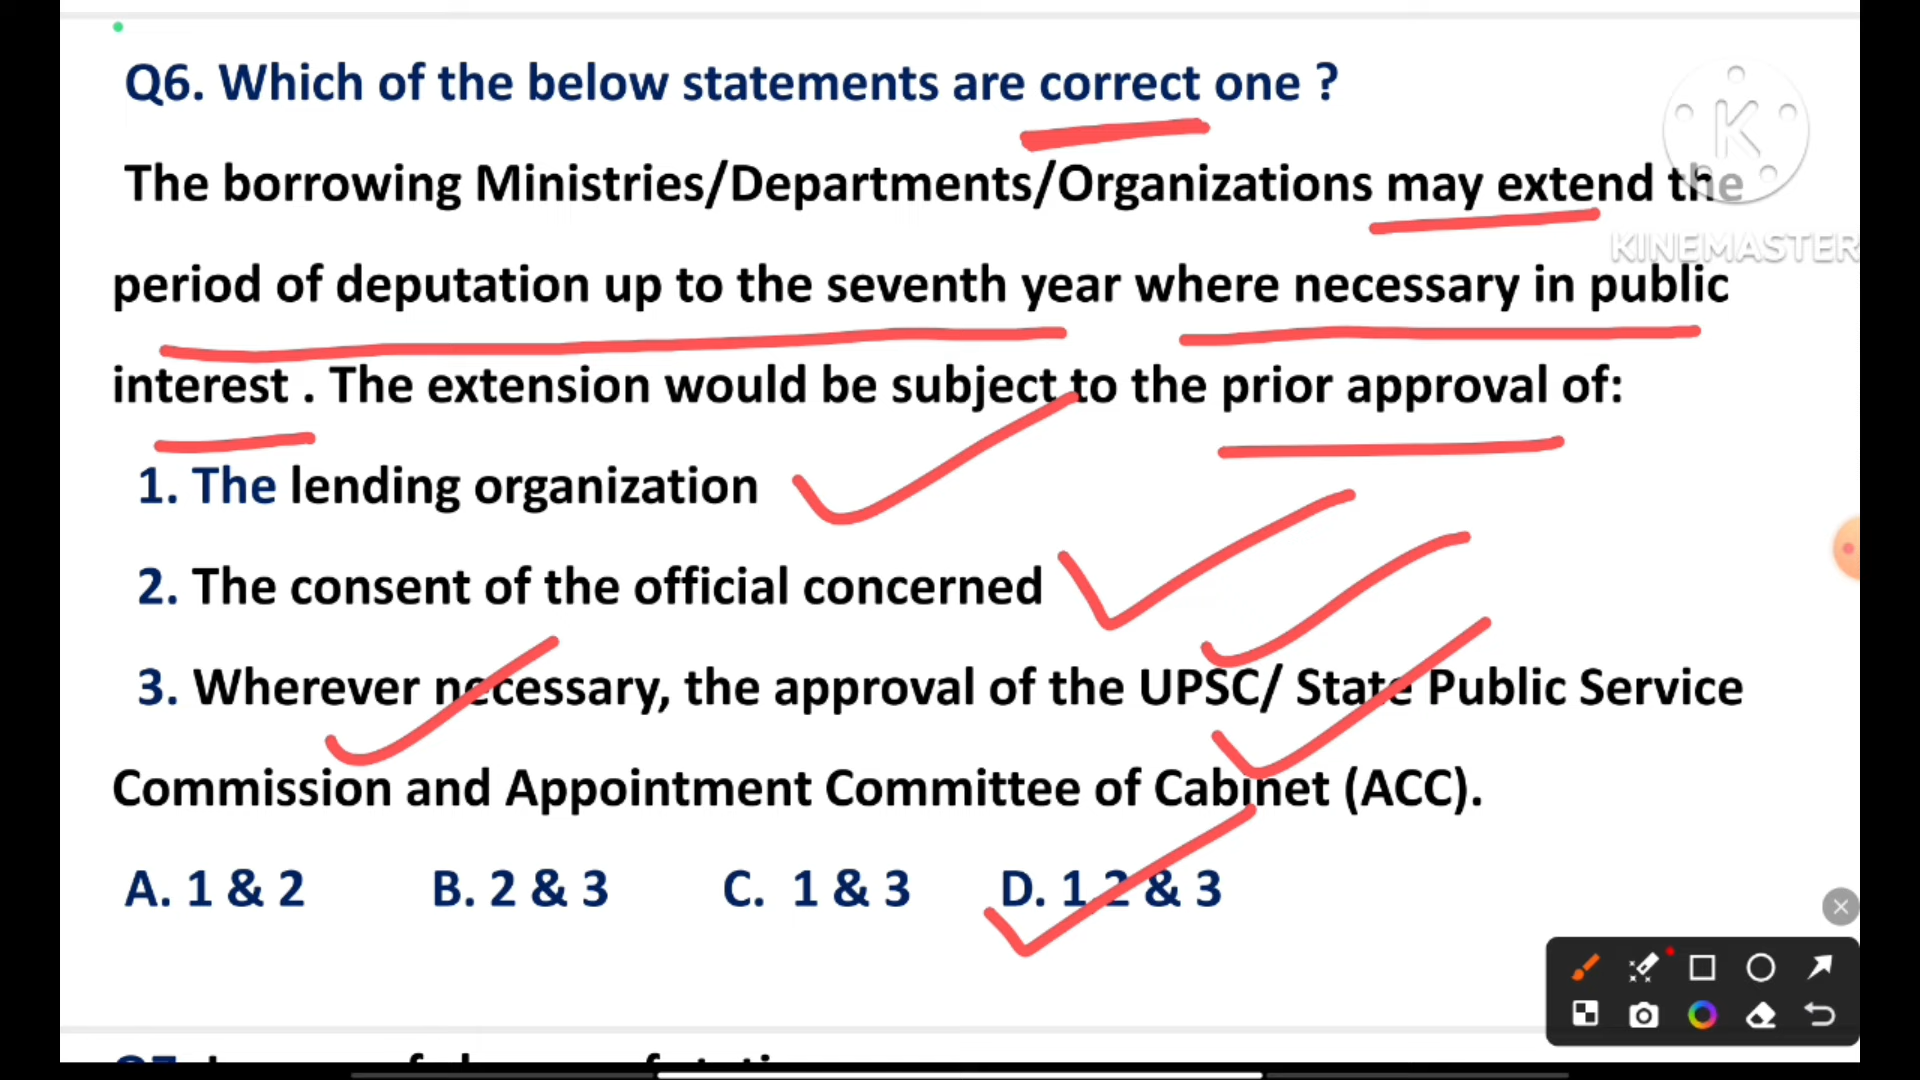 Q6. Which of the below statements are correct one ?
The borrowing Ministries/Departments/Organizations may extend the
period of deputation up to the seventh year where necessary in public
interest . The extension would be subject to the prior approval of:
1. The lending organization
2. The consent of the official concerned
3. Wherever necessary, the approval of the UPSC/ State Public Service
Commission and Appointment Committee of Cabinet (ACC).
A. 1 & 2 B. 2 & 3 C. 1 & 3 D. 1,2 & 3
K
KINEMASTER